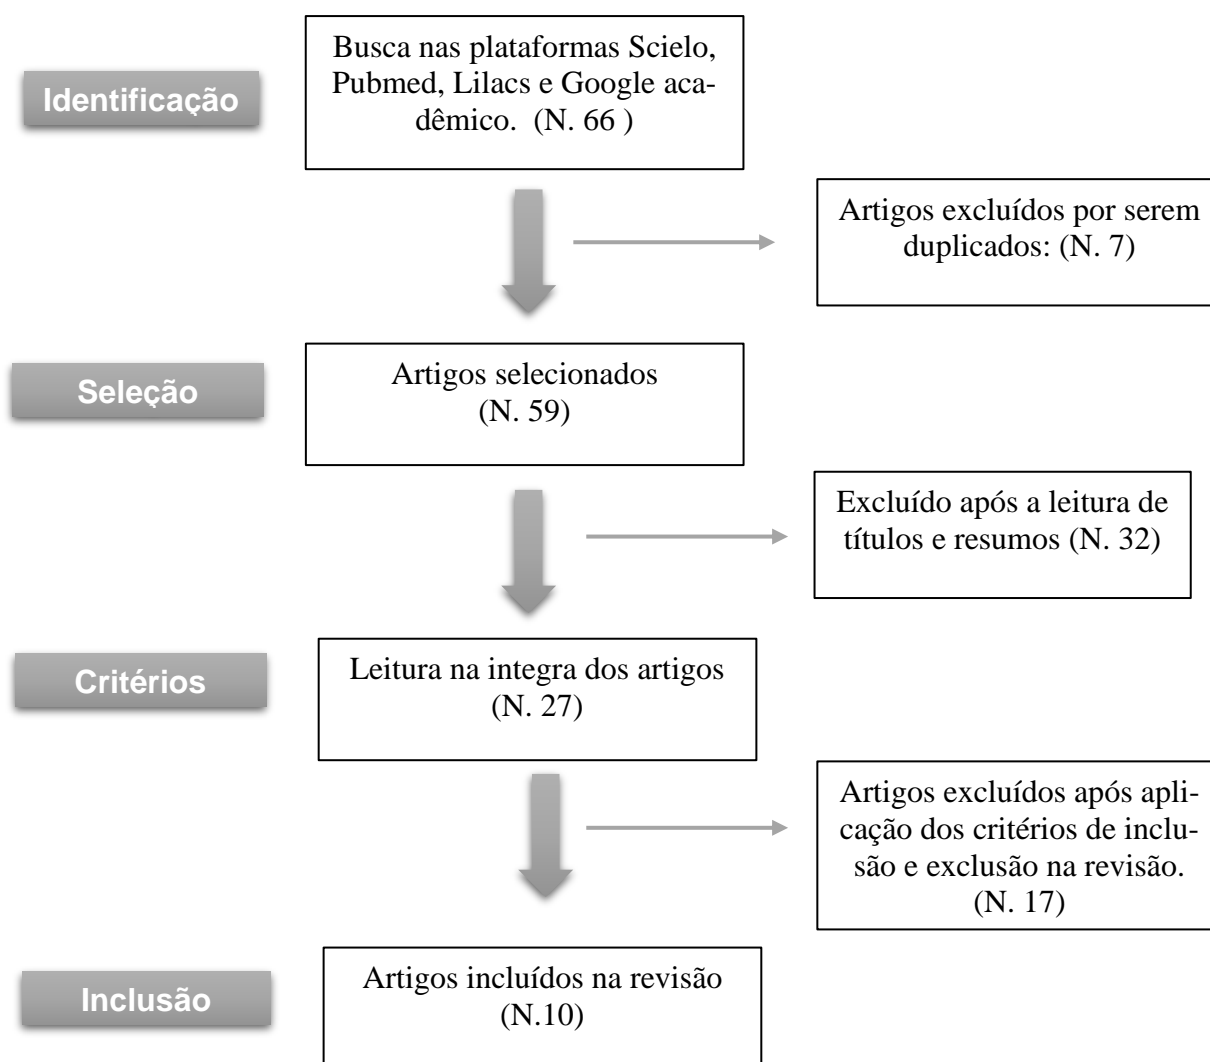 Identificação
Busca nas plataformas Scielo,
Pubmed, Lilacs e Google aca-
dêmico.  (N. 66 )
Artigos excluídos por serem
duplicados: (N. 7)
Seleção
Artigos selecionados
(N. 59)
Excluído após a leitura de
títulos e resumos (N. 32)
Critérios
Leitura na integra dos artigos
(N. 27)
Artigos excluídos após apli-
cação dos critérios de inclu-
são e exclusão na revisão.
(N. 17)
Inclusão
Artigos incluídos na revisão
(N.10)